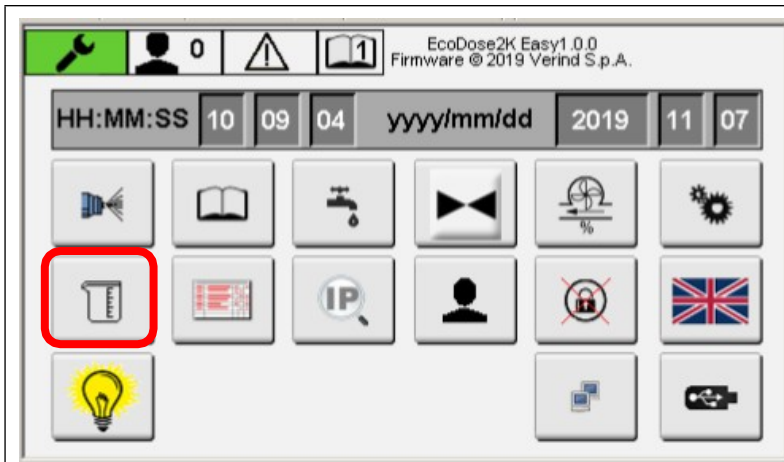 0
1
EcoDose2K Easy1.0.0
Firmware @ 2019 Verind S.p.A.
HH:MM:SS 10 09 04 yyyy/mm/dd 2019 11 07
%
IP